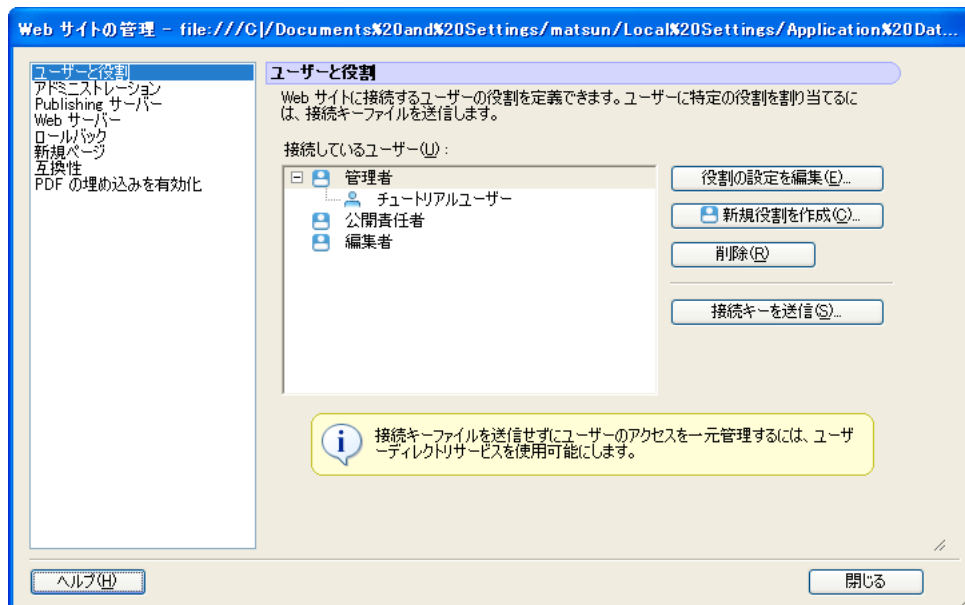 Web サイトの管理 - file:///C|/Documents%20and%20Settings/matsun/Local%20Settings/Application%20Dat...
ユーザーと役割
アドミニストレーション
Publishing サーバー
Web サーバー
ロールバック
新規ページ
互換性
PDF の埋め込みを有効化
ユーザーと役割
Web サイトに接続するユーザーの役割を定義できます。ユーザーに特定の役割を割り当てるに
は、接続キーファイルを送信します。
接続しているユーザー(U) :
管理者
チュートリアルユーザー
公開責任者
編集者
役割の設定を編集(E)...
新規役割を作成(C)...
削除(R)
接続キーを送信(S)...
接続キーファイルを送信せずにユーザーのアクセスを一元管理するには、ユーザ
ーディレクトリサービスを使用可能にします。
ヘルプ(H)
閉じる